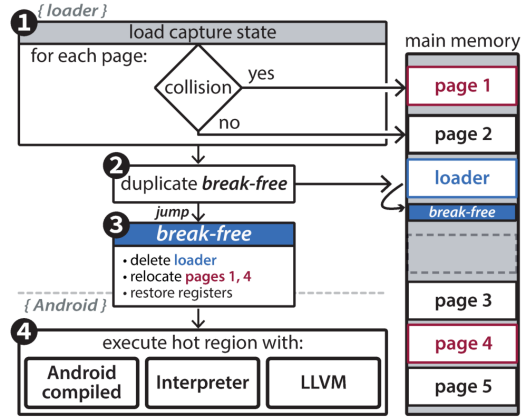 { loader }
1
load capture state
for each page:
collision
yes
no
2
duplicate break-free
jump
3
break-free
• delete loader
• relocate pages 1, 4
• restore registers
{ Android }
4
execute hot region with:
Android
compiled
Interpreter
LLVM
main memory
page 1
page 2
loader
break-free
page 3
page 4
page 5